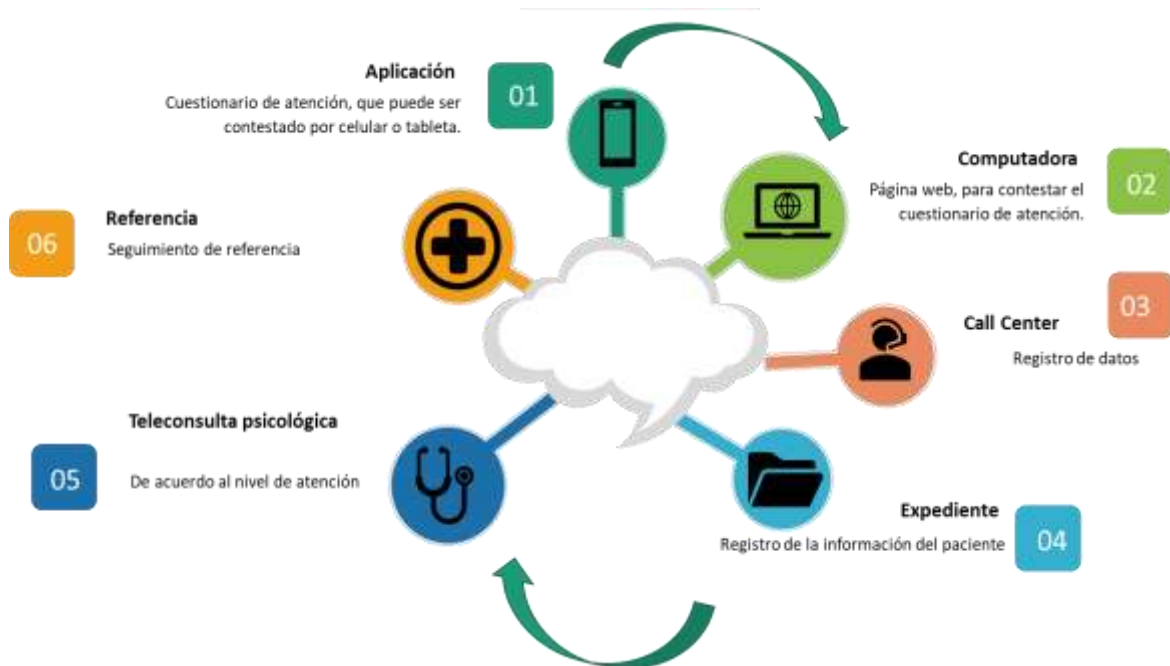 Aplicación
01
Cuestionario de atención, que puede ser
contestado por celular o tableta.
Computadora
02
Página web, para contestar el
cuestionario de atención.
03
Call Center
Registro de datos
Expediente
04
Registro de la información del paciente
Teleconsulta psicológica
05
De acuerdo al nivel de atención
Referencia
06
Seguimiento de referencia